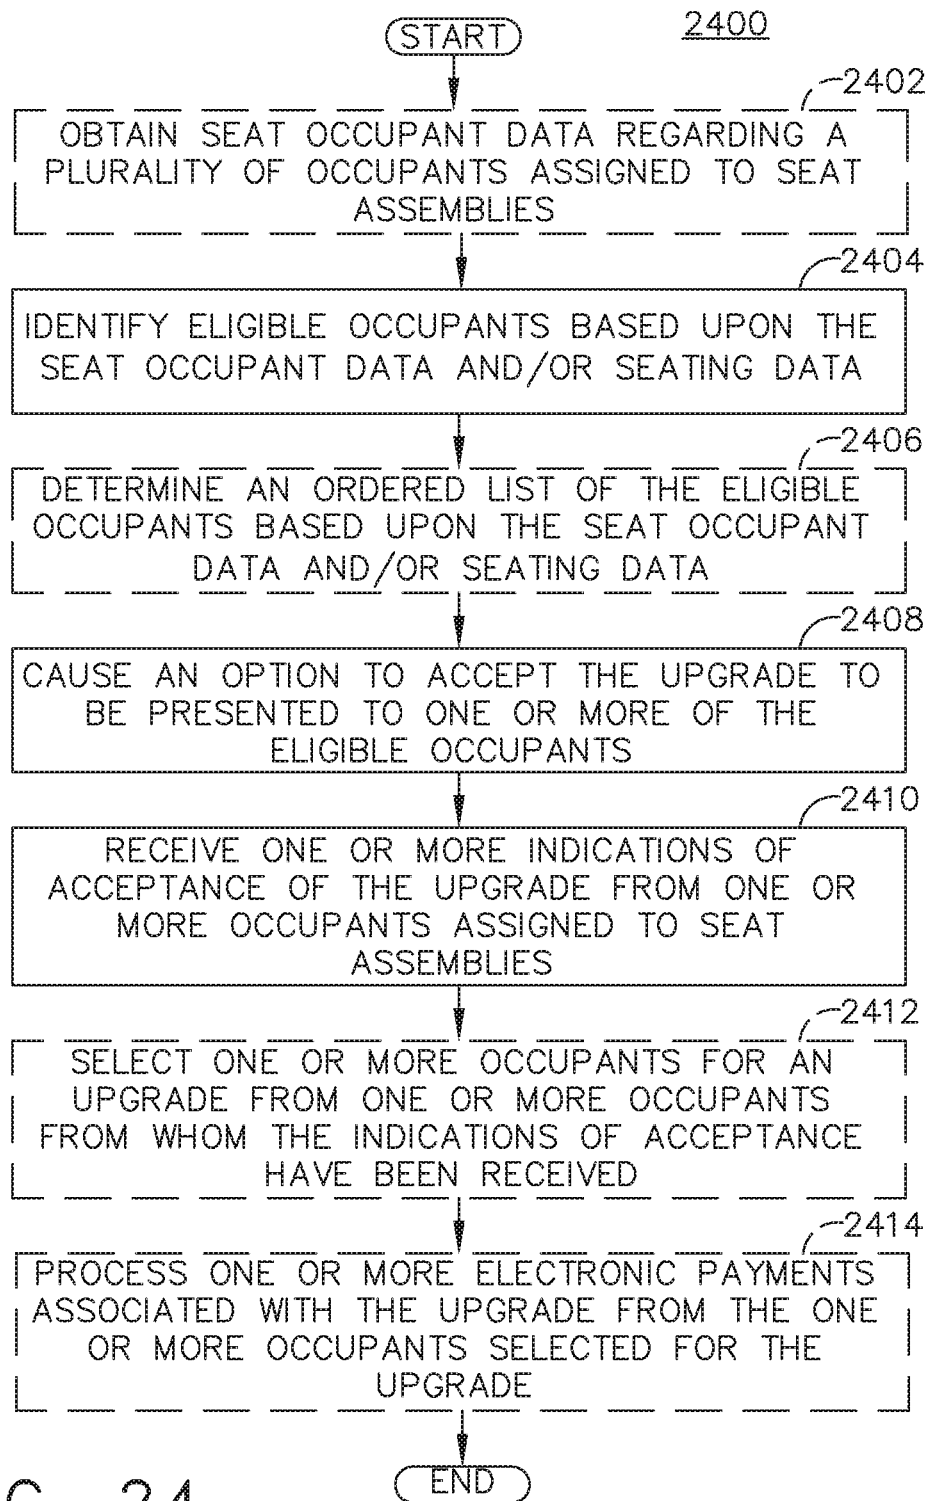 START
2400
2402
OBTAIN SEAT OCCUPANT DATA REGARDING A
PLURALITY OF OCCUPANTS ASSIGNED TO SEAT
ASSEMBLIES
2404
IDENTIFY ELIGIBLE OCCUPANTS BASED UPON THE
SEAT OCCUPANT DATA AND/OR SEATING DATA
2406
DETERMINE AN ORDERED LIST OF THE ELIGIBLE
OCCUPANTS BASED UPON THE SEAT OCCUPANT
DATA AND/OR SEATING DATA
2408
CAUSE AN OPTION TO ACCEPT THE UPGRADE TO
BE PRESENTED TO ONE OR MORE OF THE
ELIGIBLE OCCUPANTS
2410
RECEIVE ONE OR MORE INDICATIONS OF
ACCEPTANCE OF THE UPGRADE FROM ONE OR
MORE OCCUPANTS ASSIGNED TO SEAT
ASSEMBLIES
2412
SELECT ONE OR MORE OCCUPANTS FOR AN
UPGRADE FROM ONE OR MORE OCCUPANTS
FROM WHOM THE INDICATIONS OF ACCEPTANCE
HAVE BEEN RECEIVED
2414
PROCESS ONE OR MORE ELECTRONIC PAYMENTS
ASSOCIATED WITH THE UPGRADE FROM THE ONE
OR MORE OCCUPANTS SELECTED FOR THE
UPGRADE
END
24